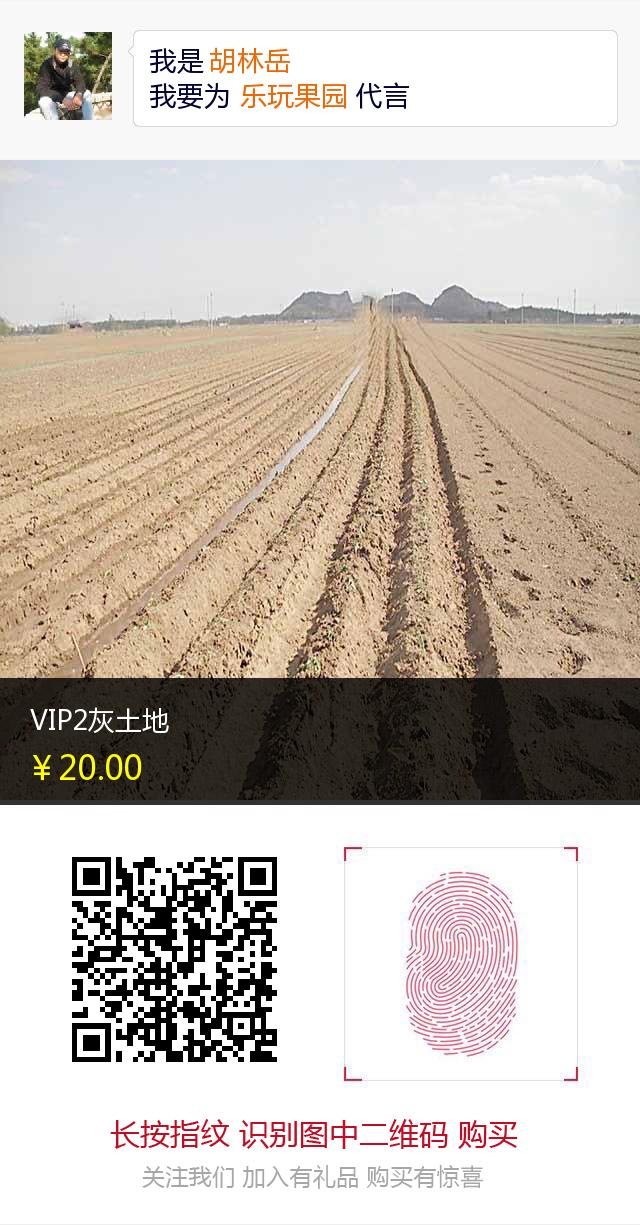 我是 胡林岳
我要为 乐玩果园 代言
VIP2灰土地
￥20.00
长按指纹 识别图中二维码 购买
关注我们 加入有礼品 购买有惊喜